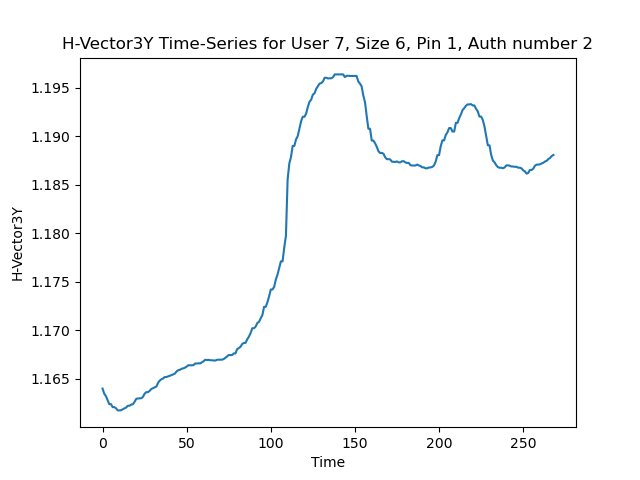 H-Vector3Y Time-Series for User 7, Size 6, Pin 1, Auth number 2
1.195
1.190
1.185
1.180
1.175
1.170
1.165
H-Vector3Y
0 50 100 150 200 250
Time